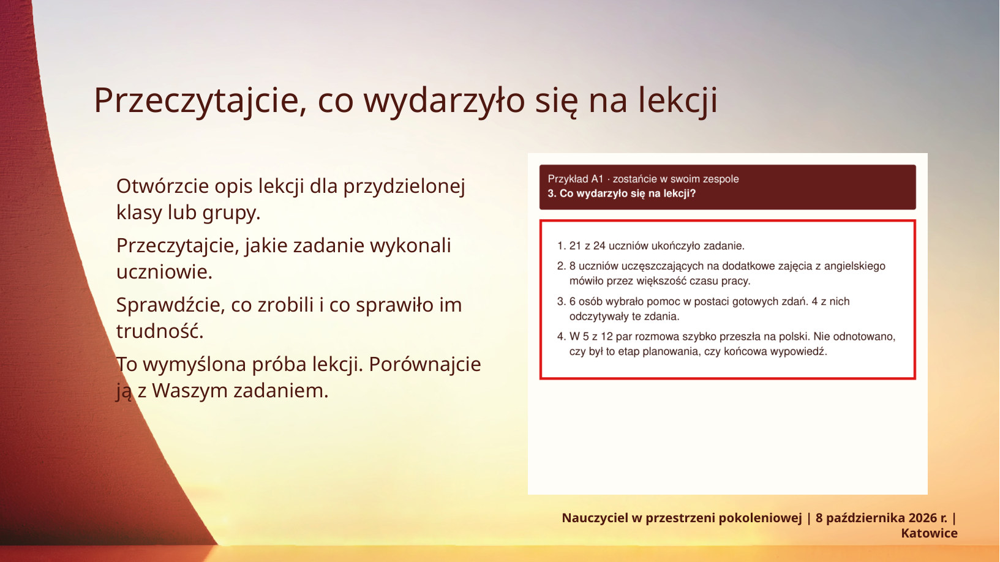 Przeczytajcie, co wydarzyło się na lekcji
Otwórzcie opis lekcji dla przydzielonej
klasy lub grupy.
Przeczytajcie, jakie zadanie wykonali
uczniowie.
Sprawdźcie, co zrobili i co sprawiło im
trudność.
To wymyślona próba lekcji. Porównajcie
ją z Waszym zadaniem.
Przykład A1 · zostańcie w swoim zespole
3. Co wydarzyło się na lekcji?
1. 21 z 24 uczniów ukończyło zadanie.
2. 8 uczniów uczęszczających na dodatkowe zajęcia z angielskiego
mówiło przez większość czasu pracy.
3. 6 osób wybrało pomoc w postaci gotowych zdań. 4 z nich
odczytywały te zdania.
4. W 5 z 12 par rozmowa szybko przeszła na polski. Nie odnotowano,
czy był to etap planowania, czy końcowa wypowiedź.
Nauczyciel w przestrzeni pokoleniowej | 8 października 2026 r. |
Katowice